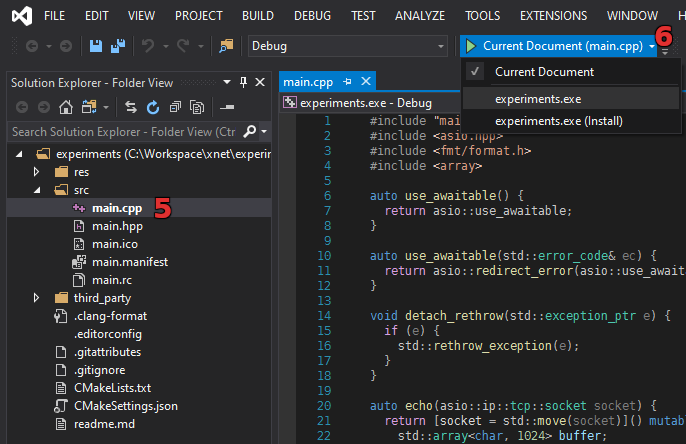 PROJECT BUILD DEBUG TEST ANALYZE TOOLS EXTENSIONS WINDOW
6
Debug
Current Document (main.cpp)
Current Document
experiments.exe
experiments.exe (Install)
Solution Explorer - Folder View
Search Solution Explorer - Folder View (Ctr
experiments (C:\Workspace\xnet\experir
res
src
main.cpp 5
main.hpp
main.ico
main.manifest
main.rc
third_party
.clang-format
.editorconfig
.gitattributes
.gitignore
CMakeLists.txt
CMakeSettings.json
readme.md
main.cpp
experiments.exe - Debug
1 #include "mai
2 #include <asio.hpp>
3 #include <fmt/format.h>
4 #include <array>
5
6 auto use_awaitable() {
7 return asio::use_awaitable;
8 }
9
10 auto use_awaitable(std::error_code& ec) {
11 return asio::redirect_error(asio::use_await
12 }
13
14 void detach_rethrow(std::exception_ptr e) {
15 if (e) {
16 std::rethrow_exception(e);
17 }
18 }
19
20 auto echo(asio::ip::tcp::socket socket) {
21 return [socket = std::move(socket)]() mutab
22 std::array<char, 1024> buffer;